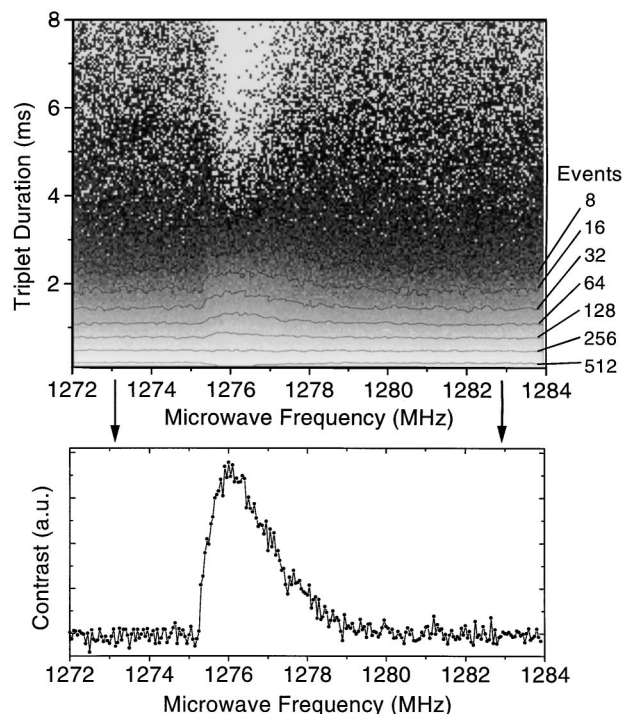 8
6
4
2
Triplet Duration (ms)
Events
8
16
32
64
128
256
512
1272 1274 1276 1278 1280 1282 1284
Microwave Frequency (MHz)
Contrast (a.u.)
1272 1274 1276 1278 1280 1282 1284
Microwave Frequency (MHz)